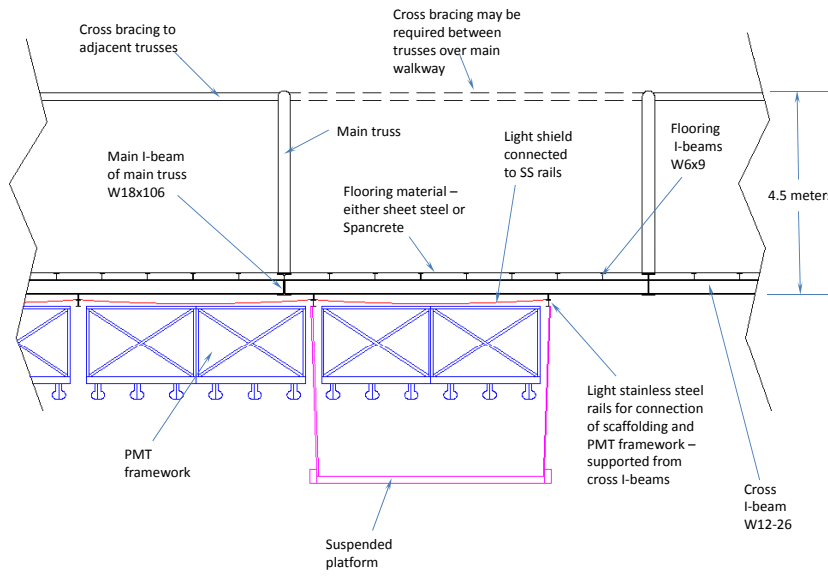 Cross bracing to
adjacent trusses
Cross bracing may be
required between
trusses over main
walkway
Main truss
Light shield
connected
to SS rails
Flooring
I-beams
W6x9
Main I-beam
of main truss
W18x106
Flooring material –
either sheet steel or
Spancrete
4.5 meters
PMT
framework
Light stainless steel
rails for connection
of scaffolding and
PMT framework –
supported from
cross I-beams
Cross
I-beam
W12-26
Suspended
platform